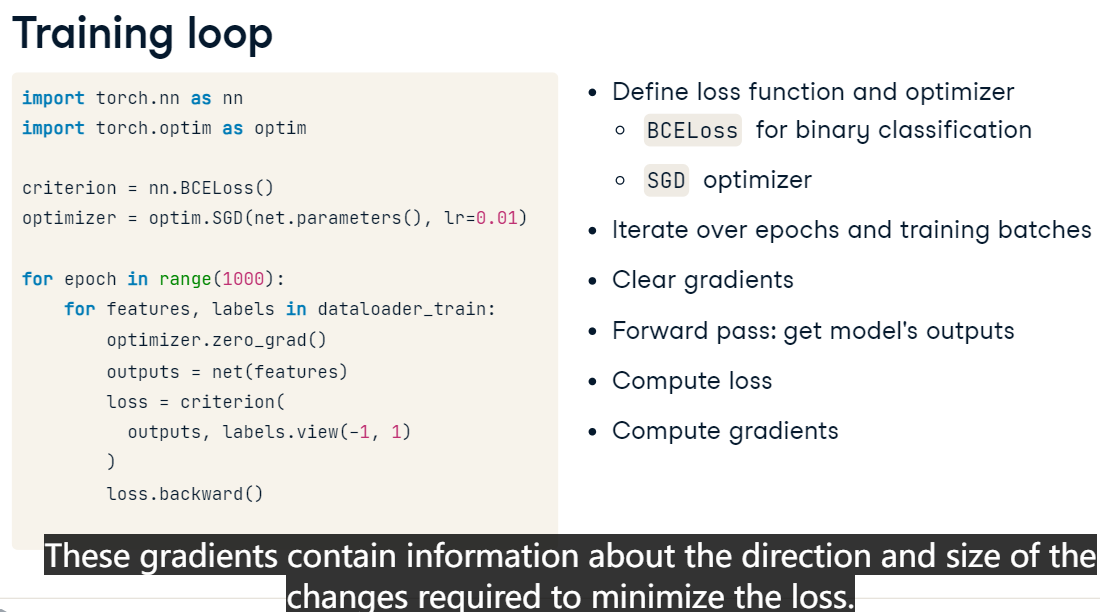 Training loop
import torch.nn as nn
import torch.optim as optim
criterion = nn.BCELoss()
optimizer = optim.SGD(net.parameters(), lr=0.01)
for epoch in range(1000):
    for features, labels in dataloader_train:
        optimizer.zero_grad()
        outputs = net(features)
        loss = criterion(
          outputs, labels.view(-1, 1)
        )
        loss.backward()
• Define loss function and optimizer
○ BCELoss for binary classification
○ SGD optimizer
• Iterate over epochs and training batches
• Clear gradients
• Forward pass: get model's outputs
• Compute loss
• Compute gradients
These gradients contain information about the direction and size of the
changes required to minimize the loss.